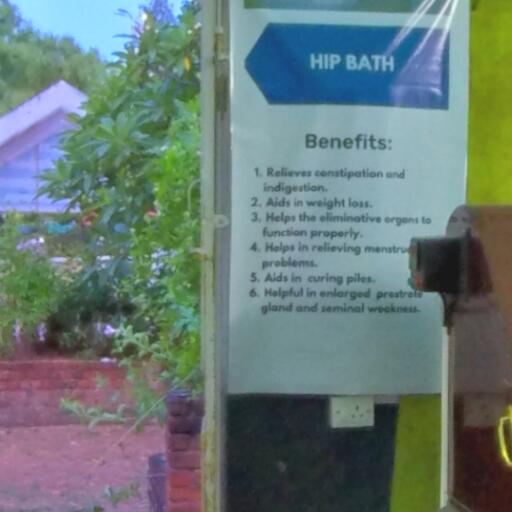 HIP BATH
Benefits:
1. Relieves constipation and
indigestion.
2. Aids in weight loss.
3. Helps the eliminative organs to
function properly.
4. Helps in relieving menstru
problems.
5. Aids in curing piles.
6. Helpful in enlarged prestrate
gland and seminal weakness.